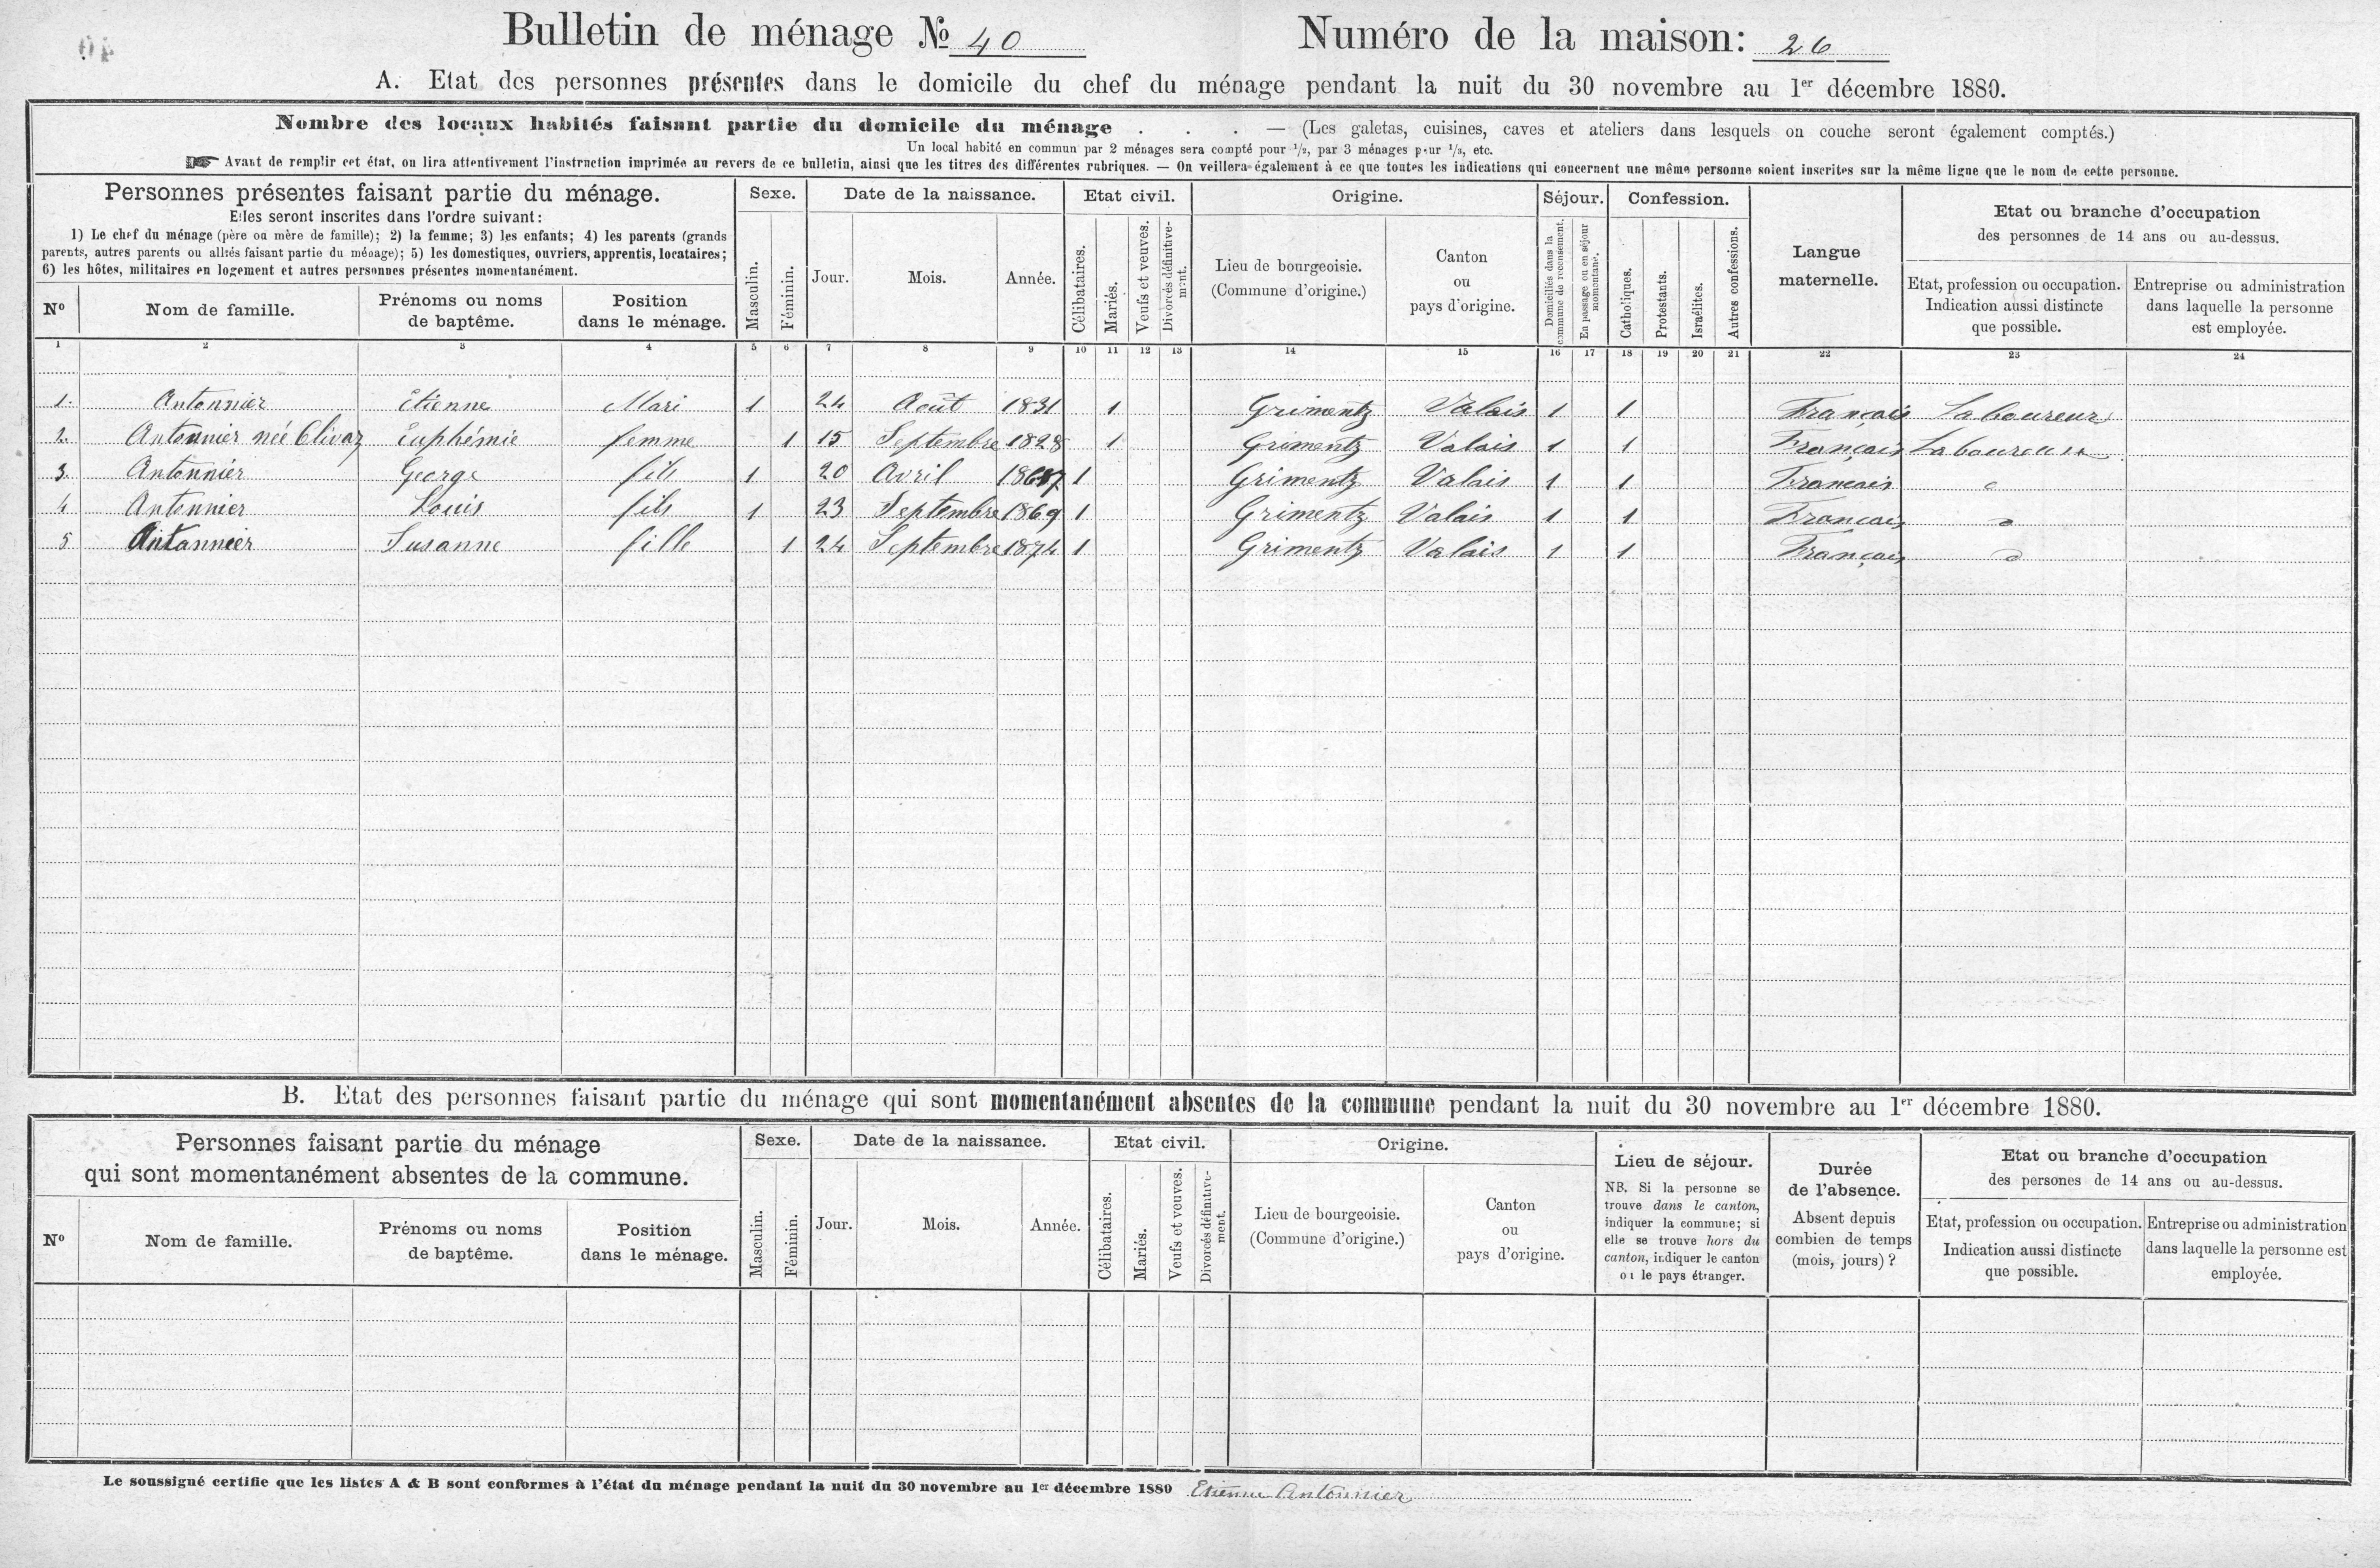 Bulletin de ménage № 40 Numéro de la maison: 26
A. Etat des personnes présentes dans le domicile du chef du ménage pendant la nuit du 30 novembre au 1er décembre 1880.
Nombre des locaux habités faisant partie du domicile du ménage . . . — (Les galetas, cuisines, caves et ateliers dans lesquels on couche seront également comptés.)
Un local habité en commun par 2 ménages sera compté pour 1/2, par 3 ménages pour 1/3, etc.
Avant de remplir cet état, on lira attentivement l'instruction imprimée au revers de ce bulletin, ainsi que les titres des différentes rubriques. — On veillera également à ce que toutes les indications qui concernent une même personne soient inscrites sur la même ligne que le nom de cette personne.
Personnes présentes faisant partie du ménage.
Elles seront inscrites dans l'ordre suivant:
1) Le chef du ménage (père ou mère de famille); 2) la femme; 3) les enfants; 4) les parents (grands
parents, autres parents ou alliés faisant partie du ménage); 5) les domestiques, ouvriers, apprentis, locataires;
6) les hôtes, militaires en logement et autres personnes présentes momentanément.
Nº
Nom de famille.
Prénoms ou noms
de baptême.
Position
dans le ménage.
Sexe.
Masculin.
Féminin.
Date de la naissance.
Jour.
Mois.
Année.
Etat civil.
Célibataires.
Mariés.
Veufs et veuves.
Divorcés définitive-
ment.
Origine.
Lieu de bourgeoisie.
(Commune d'origine.)
Canton
ou
pays d'origine.
Séjour.
Domiciliés dans la
commune de recensement.
En passage ou en séjour
momentané.
Confession.
Catholiques.
Protestants.
Israélites.
Autres confessions.
Langue
maternelle.
Etat ou branche d'occupation
des personnes de 14 ans ou au-dessus.
Etat, profession ou occupation.
Indication aussi distincte
que possible.
Entreprise ou administration
dans laquelle la personne
est employée.
1 2 3 4 5 6 7 8 9 10 11 12 13 14 15 16 17 18 19 20 21 22 23 24
1. Antonnier Etienne Mari 1 24 Août 1831 1 Grimentz Valais 1 1 Français Laboureur
2. Antonnier née Clivaz Euphémie femme 1 15 Septembre 1828 1 Grimentz Valais 1 1 Français Laboureur
3. Antonnier George fils 1 20 Avril 1 Grimentz Valais 1 1 Francais
4 Antonnier Louis fils 1 23 Septembre 1869 1 Grimentz Valais 1 1 Francais
5. Antannier Susanne fille 1 24 Septembre 1874 1 Grimentz Valais 1 1 Français
B. Etat des personnes faisant partie du ménage qui sont momentanément absentes de la commune pendant la nuit du 30 novembre au 1er décembre 1880.
Personnes faisant partie du ménage
qui sont momentanément absentes de la commune.
Nº
Nom de famille.
Prénoms ou noms
de baptême.
Position
dans le ménage.
Sexe.
Masculin.
Féminin.
Date de la naissance.
Jour.
Mois.
Année.
Etat civil.
Célibataires.
Mariés.
Veufs et veuves.
Divorcés définitive-
ment.
Origine.
Lieu de bourgeoisie.
(Commune d'origine.)
Canton
ou
pays d'origine.
Lieu de séjour.
NB. Si la personne se
trouve dans le canton,
indiquer la commune; si
elle se trouve hors du
canton, indiquer le canton
ou le pays étranger.
Durée
de l'absence.
Absent depuis
combien de temps
(mois, jours) ?
Etat ou branche d'occupation
des persones de 14 ans ou au-dessus.
Etat, profession ou occupation.
Indication aussi distincte
que possible.
Entreprise ou administration
dans laquelle la personne est
employée.
Le soussigné certifie que les listes A & B sont conformes à l'état du ménage pendant la nuit du 30 novembre au 1er décembre 1880 Etienne Antonnier